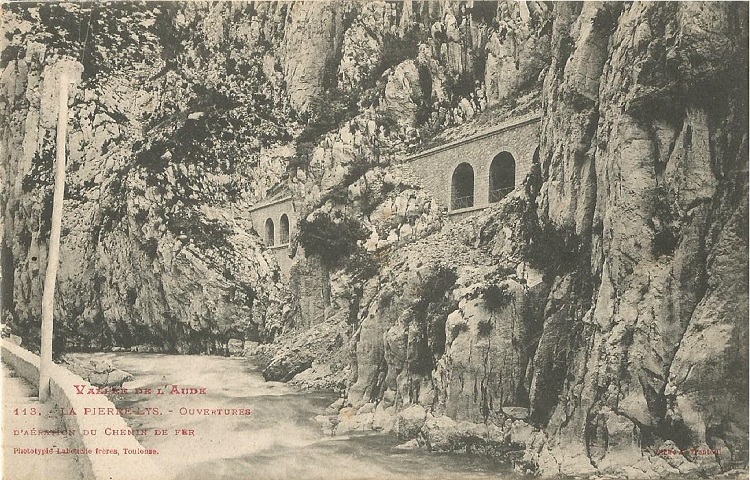 VALLÉE DE L'AUDE
113. LA PIERRE-LYS. - OUVERTURES
D'AÉRATION DU CHEMIN DE FER
Phototypie Labouche frères, Toulouse.